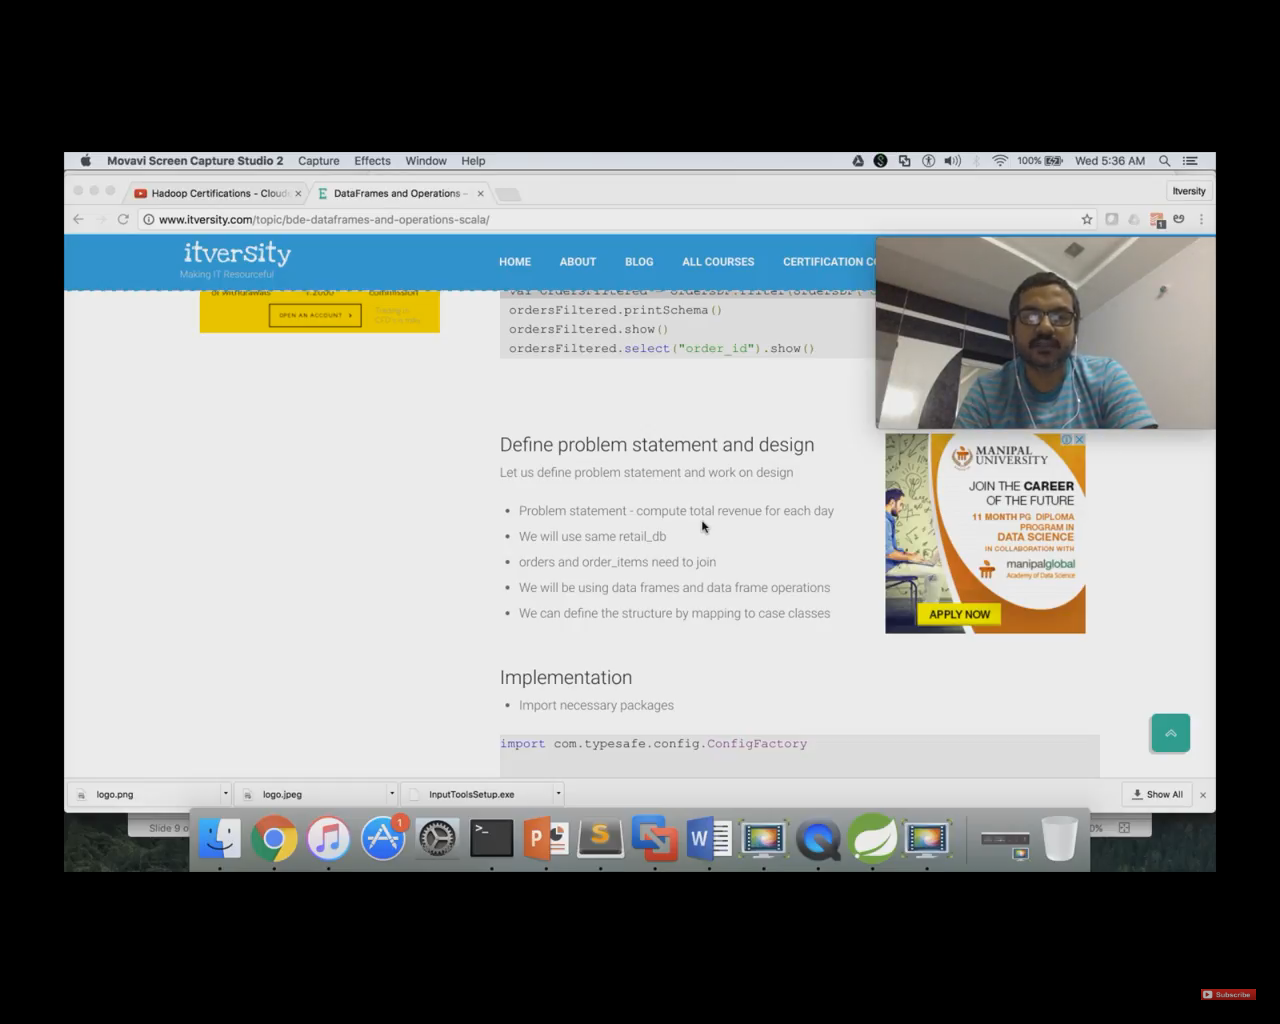 Movavi Screen Capture Studio 2 Capture Effects Window Help 100% Wed 5:36 AM
Hadoop Certifications - Cloud DataFrames and Operations - Itversity
www.itversity.com/topic/bde-dataframes-and-operations-scala/
itversity
Making IT Resourceful
HOME ABOUT BLOG ALL COURSES CERTIFICATION CO
OPEN AN ACCOUNT
ordersFiltered.printSchema()
ordersFiltered.show()
ordersFiltered.select("order_id").show()
Define problem statement and design
Let us define problem statement and work on design
• Problem statement - compute total revenue for each day
• We will use same retail_db
• orders and order_items need to join
• We will be using data frames and data frame operations
• We can define the structure by mapping to case classes
MANIPAL
UNIVERSITY
JOIN THE CAREER
OF THE FUTURE
11 MONTH PG DIPLOMA
PROGRAM IN
DATA SCIENCE
IN COLLABORATION WITH
manipalglobal
Academy of Data Science
APPLY NOW
Implementation
• Import necessary packages
import com.typesafe.config.ConfigFactory
logo.png logo.jpeg InputToolsSetup.exe Show All
Slide 9 o
0%
1
Subscribe